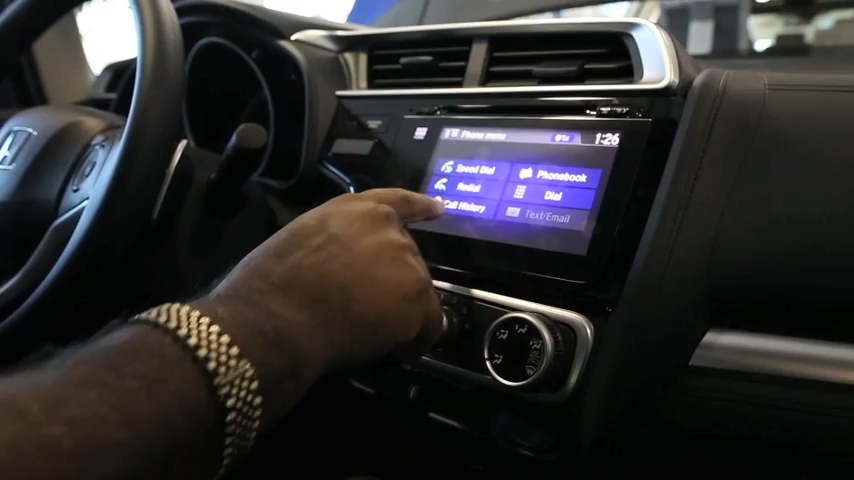 Phone menu
1:26
Speed Dial
Phonebook
Redial
Dial
Call History
Text/Email